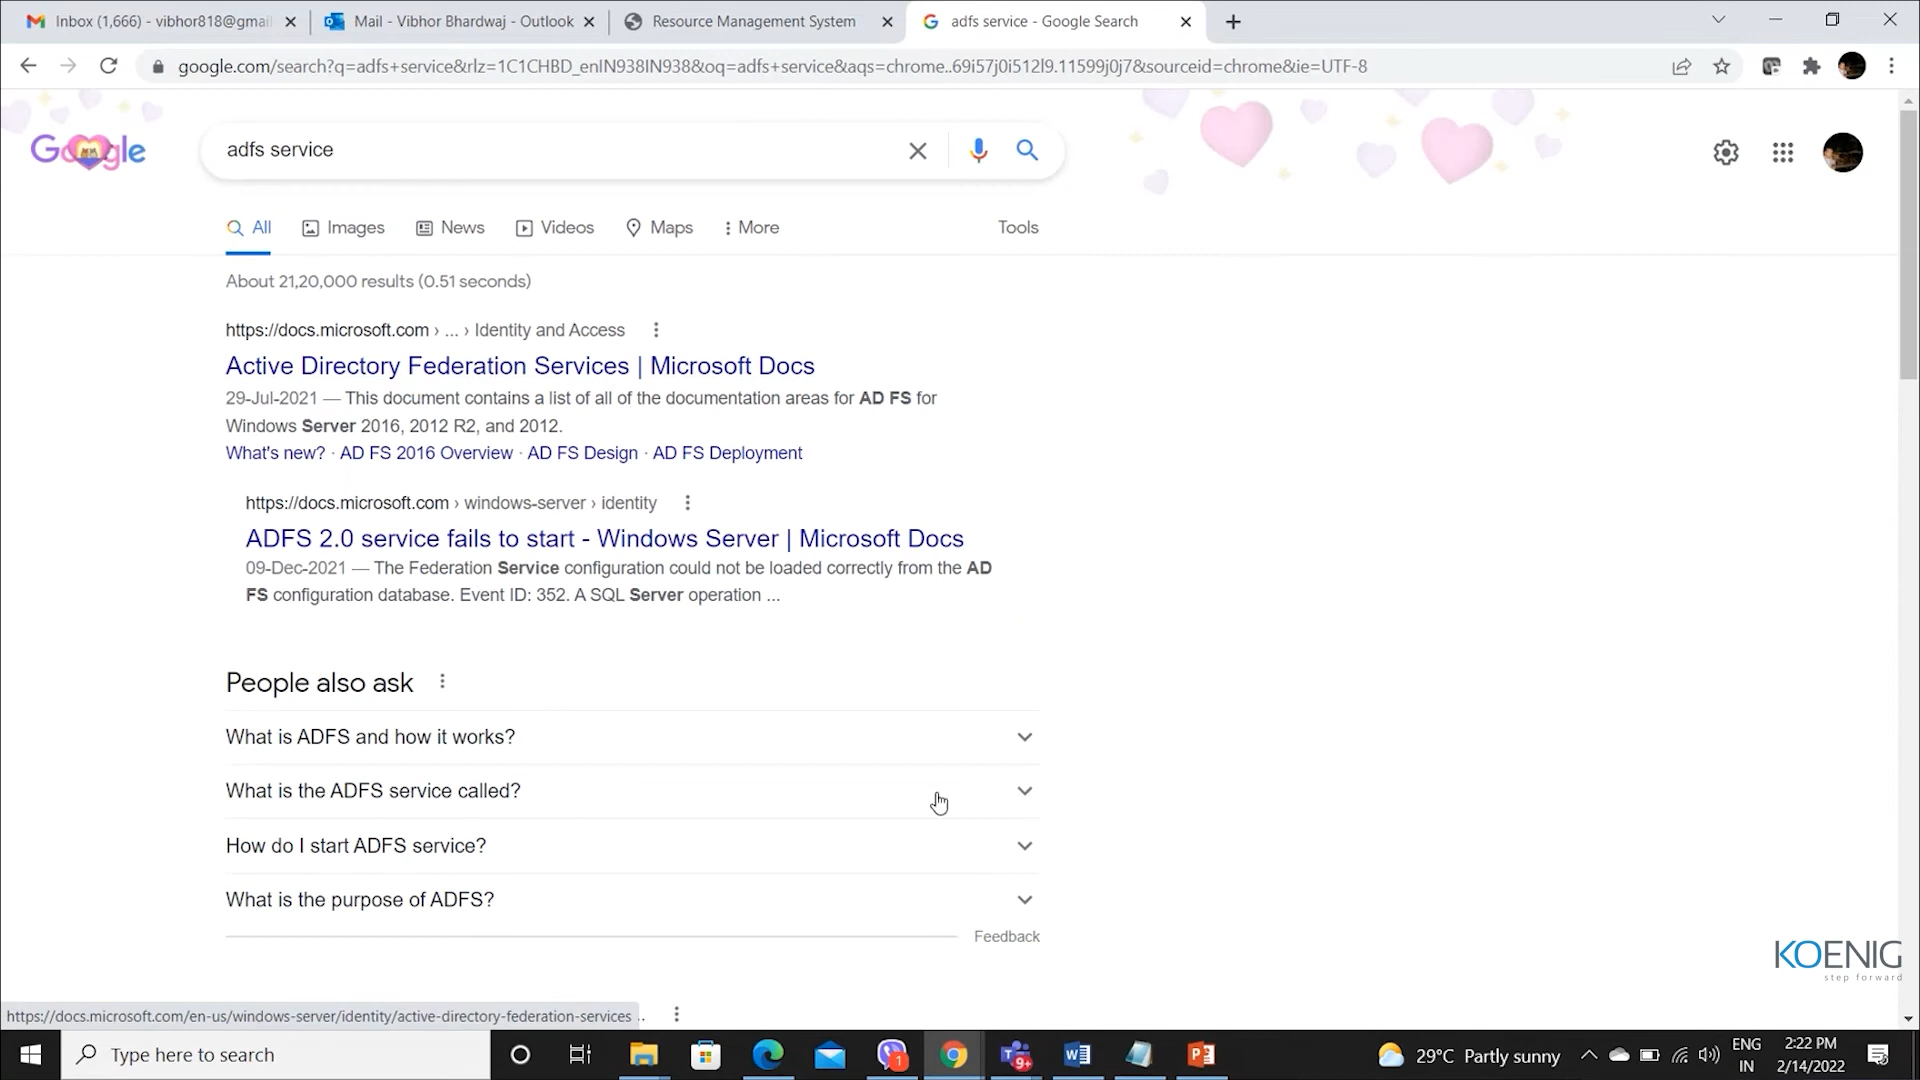 Inbox (1,666) - vibhor818@gmail
Mail - Vibhor Bhardwaj - Outlook
Resource Management System
adfs service - Google Search
google.com/search?q=adfs+service&rlz=1C1CHBD_enIN938IN938&oq=adfs+service&aqs=chrome..69i57j0i512l9.11599j0j7&sourceid=chrome&ie=UTF-8
Google
adfs service
All
Images
News
Videos
Maps
More
Tools
About 21,20,000 results (0.51 seconds)
https://docs.microsoft.com › ... › Identity and Access
Active Directory Federation Services | Microsoft Docs
29-Jul-2021 — This document contains a list of all of the documentation areas for AD FS for
Windows Server 2016, 2012 R2, and 2012.
What's new? · AD FS 2016 Overview · AD FS Design · AD FS Deployment
https://docs.microsoft.com › windows-server › identity
ADFS 2.0 service fails to start - Windows Server | Microsoft Docs
09-Dec-2021 — The Federation Service configuration could not be loaded correctly from the AD
FS configuration database. Event ID: 352. A SQL Server operation ...
People also ask
What is ADFS and how it works?
What is the ADFS service called?
How do I start ADFS service?
What is the purpose of ADFS?
Feedback
KOENIG
step forward
https://docs.microsoft.com/en-us/windows-server/identity/active-directory-federation-services
Type here to search
1
9+
29°C Partly sunny
ENG
IN
2:22 PM
2/14/2022